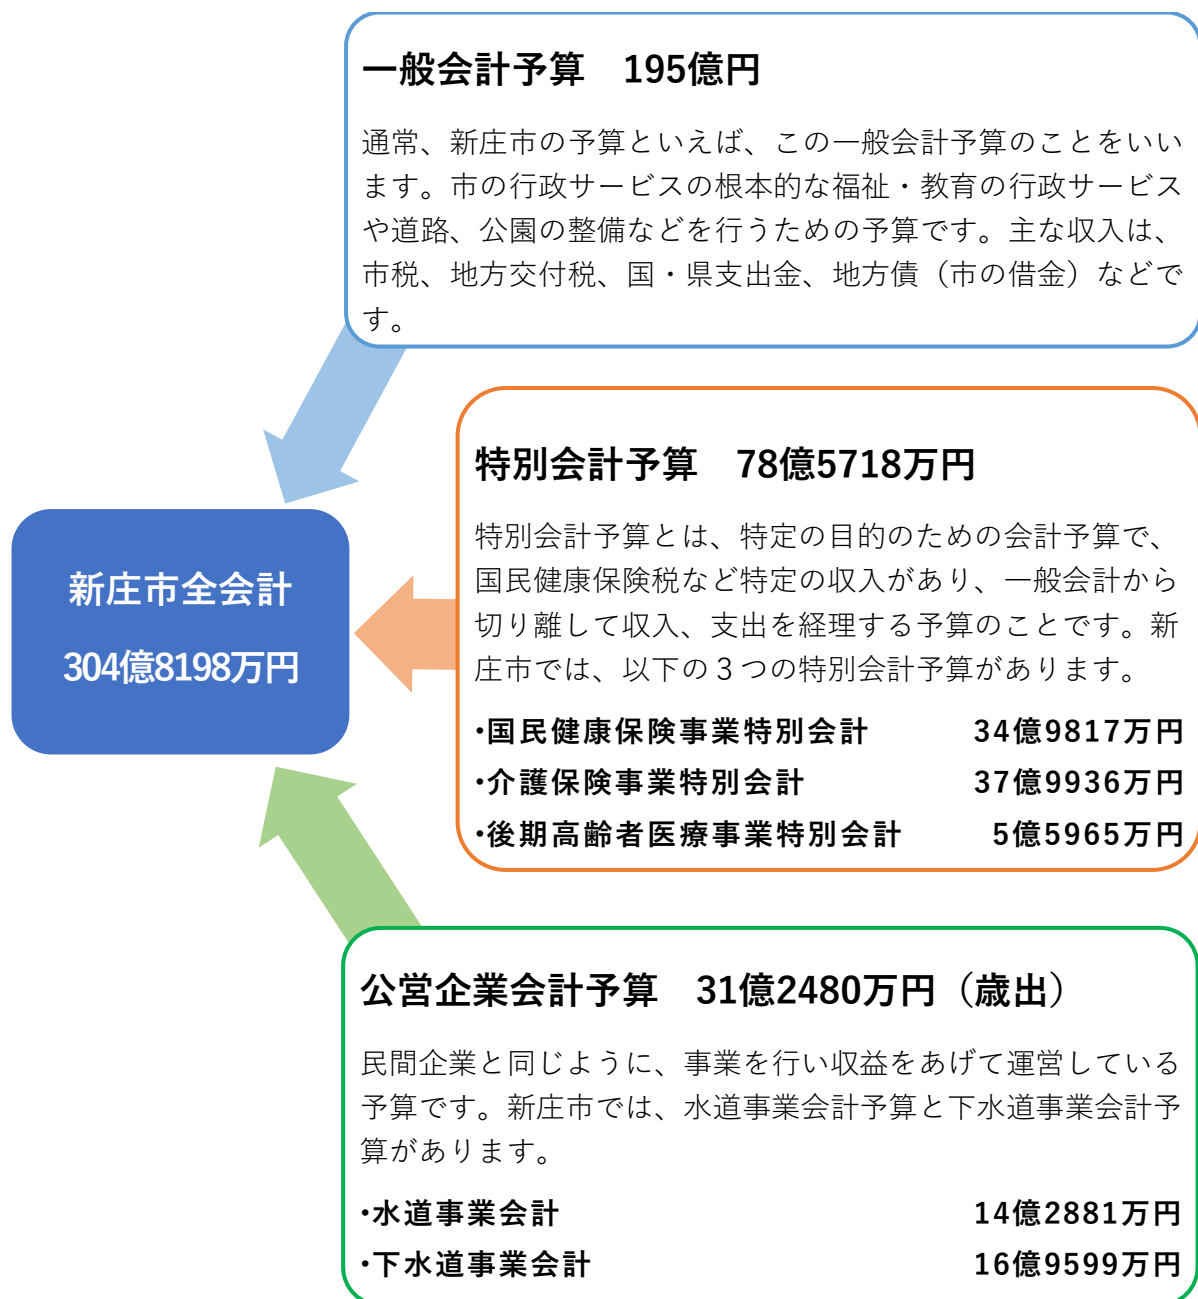 一般会計予算　195億円
通常、新庄市の予算といえば、この一般会計予算のことをいい
ます。市の行政サービスの根本的な福祉・教育の行政サービス
や道路、公園の整備などを行うための予算です。主な収入は、
市税、地方交付税、国・県支出金、地方債（市の借金）などで
す。
特別会計予算　78億5718万円
特別会計予算とは、特定の目的のための会計予算で、
国民健康保険税など特定の収入があり、一般会計から
切り離して収入、支出を経理する予算のことです。新
庄市では、以下の３つの特別会計予算があります。
・国民健康保険事業特別会計　34億9817万円
・介護保険事業特別会計　37億9936万円
・後期高齢者医療事業特別会計　5億5965万円
新庄市全会計
304億8198万円
公営企業会計予算　31億2480万円（歳出）
民間企業と同じように、事業を行い収益をあげて運営している
予算です。新庄市では、水道事業会計予算と下水道事業会計予
算があります。
・水道事業会計　14億2881万円
・下水道事業会計　16億9599万円